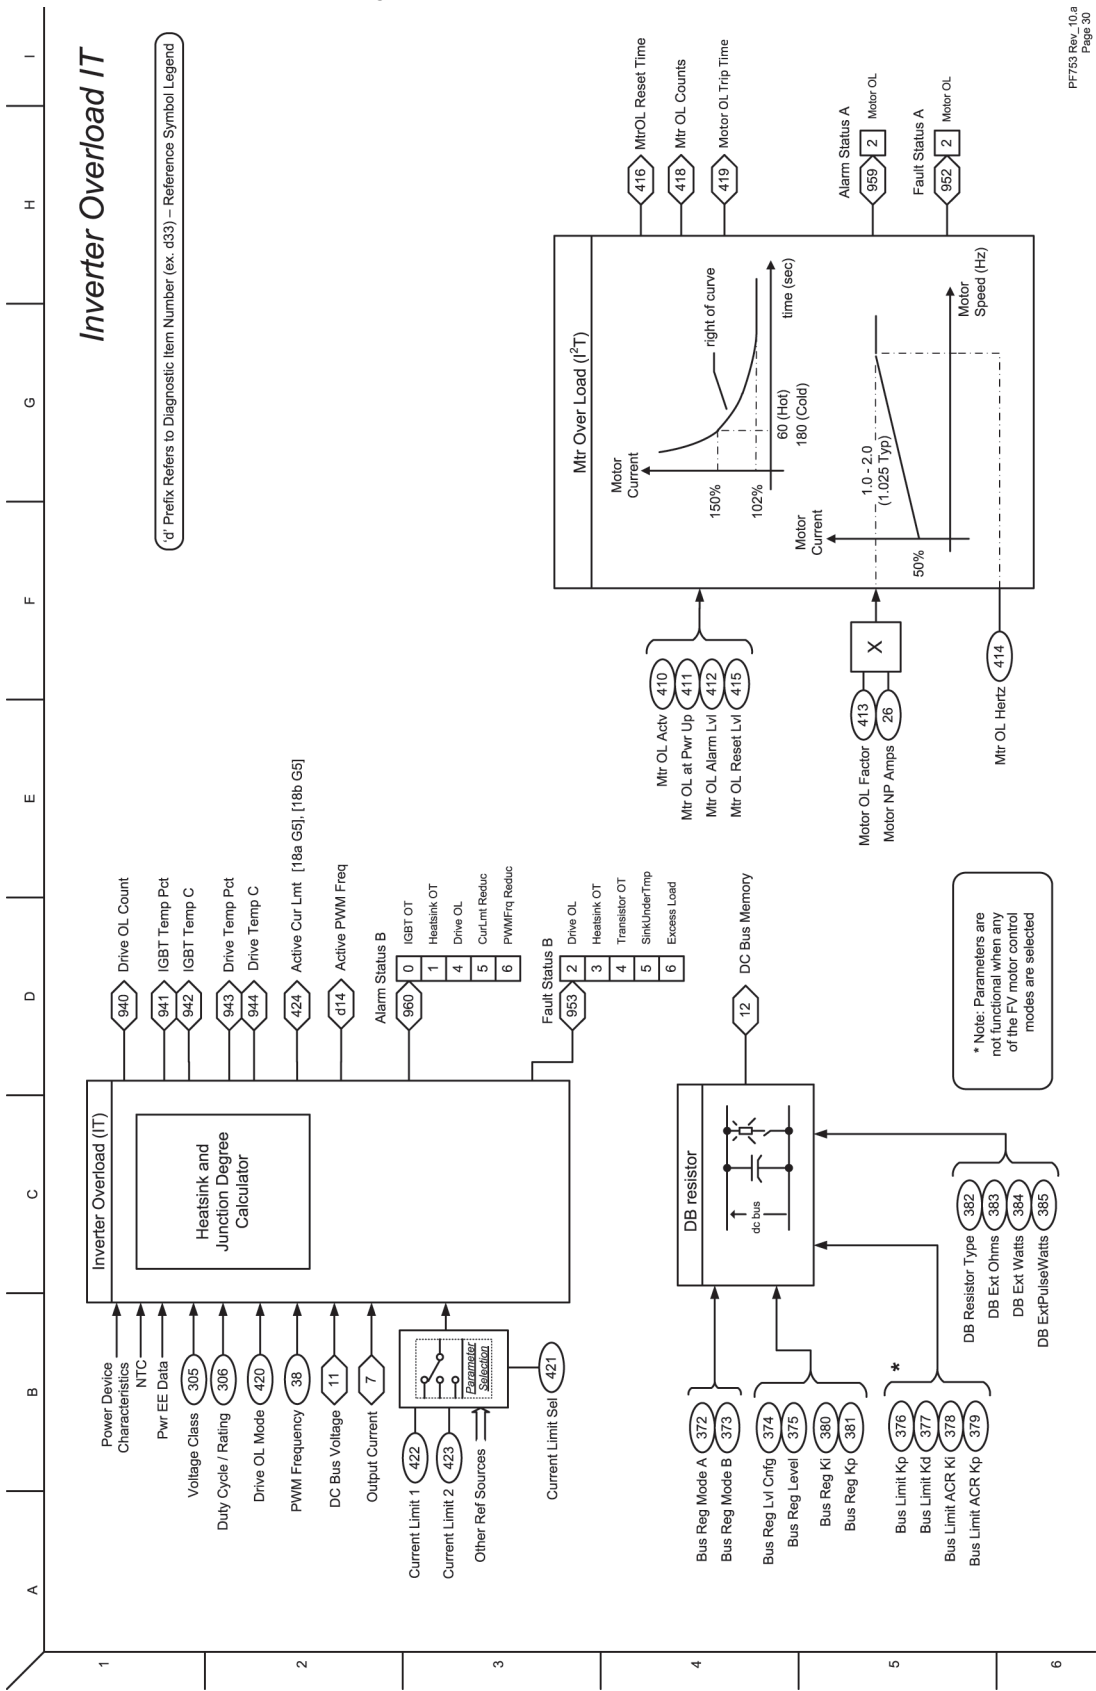 Inverter Overload IT
'd' Prefix Refers to Diagnostic Item Number (ex. d33) – Reference Symbol Legend
A
B
C
D
E
F
G
H
I
1
2
3
4
5
6
Inverter Overload (IT)
Heatsink and
Junction Degree
Calculator
Power Device
Characteristics
NTC
Pwr EE Data
Voltage Class 305
Duty Cycle / Rating 306
Drive OL Mode 420
PWM Frequency 38
DC Bus Voltage 11
Output Current 7
Current Limit 1 422
Current Limit 2 423
Other Ref Sources
Parameter
Selection
Current Limit Sel 421
940 Drive OL Count
941 IGBT Temp Pct
942 IGBT Temp C
943 Drive Temp Pct
944 Drive Temp C
424 Active Cur Lmt [18a G5], [18b G5]
d14 Active PWM Freq
Alarm Status B
960 0 IGBT OT
1 Heatsink OT
4 Drive OL
5 CurLmt Reduc
6 PWMFrq Reduc
Fault Status B
953 2 Drive OL
3 Heatsink OT
4 Transistor OT
5 SinkUnderTmp
6 Excess Load
DB resistor
dc bus
12 DC Bus Memory
Bus Reg Mode A 372
Bus Reg Mode B 373
Bus Reg Lvl Cnfg 374
Bus Reg Level 375
Bus Reg Ki 380
Bus Reg Kp 381
*
Bus Limit Kp 376
Bus Limit Kd 377
Bus Limit ACR Ki 378
Bus Limit ACR Kp 379
DB Resistor Type 382
DB Ext Ohms 383
DB Ext Watts 384
DB ExtPulseWatts 385
* Note: Parameters are
not functional when any
of the FV motor control
modes are selected
Mtr Over Load (I²T)
Motor
Current
150%
102%
right of curve
60 (Hot)
180 (Cold)
time (sec)
Motor
Current
1.0 - 2.0
(1.025 Typ)
50%
Motor
Speed (Hz)
Mtr OL Actv 410
Mtr OL at Pwr Up 411
Mtr OL Alarm Lvl 412
Mtr OL Reset Lvl 415
Motor OL Factor 413
Motor NP Amps 26
X
Mtr OL Hertz 414
416 MtrOL Reset Time
418 Mtr OL Counts
419 Motor OL Trip Time
Alarm Status A
959 2 Motor OL
Fault Status A
952 2 Motor OL
PF753 Rev_10.a
Page 30